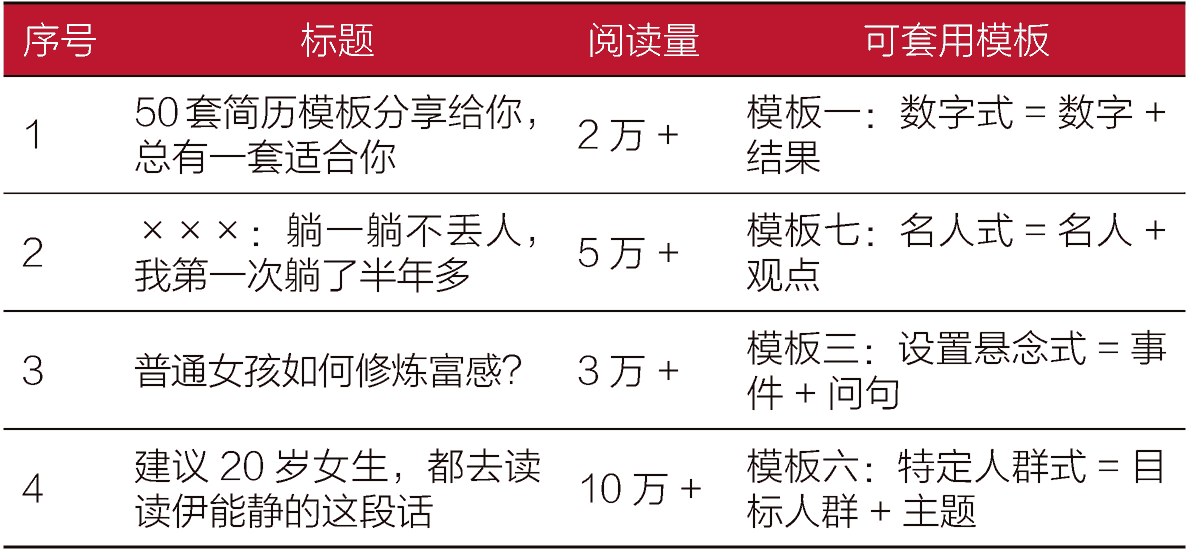 序号 标题 阅读量 可套用模板
1 50 套简历模板分享给你，总有一套适合你 2 万 + 模板一：数字式 = 数字 + 结果
2 ×××：躺一躺不丢人，我第一次躺了半年多 5 万 + 模板七：名人式 = 名人 + 观点
3 普通女孩如何修炼富感？ 3 万 + 模板三：设置悬念式 = 事件 + 问句
4 建议 20 岁女生，都去读读伊能静的这段话 10 万 + 模板六：特定人群式 = 目标人群 + 主题